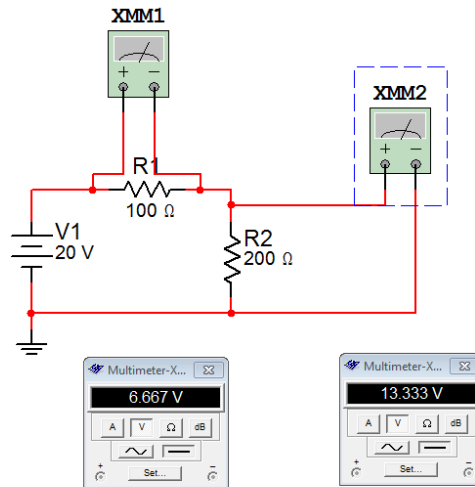 XMM1
+ −
XMM2
+ −
R1
100 Ω
V1
20 V
R2
200 Ω
Multimeter-X...
6.667 V
A V Ω dB
+ Set... −
Multimeter-X...
13.333 V
A V Ω dB
+ Set... −